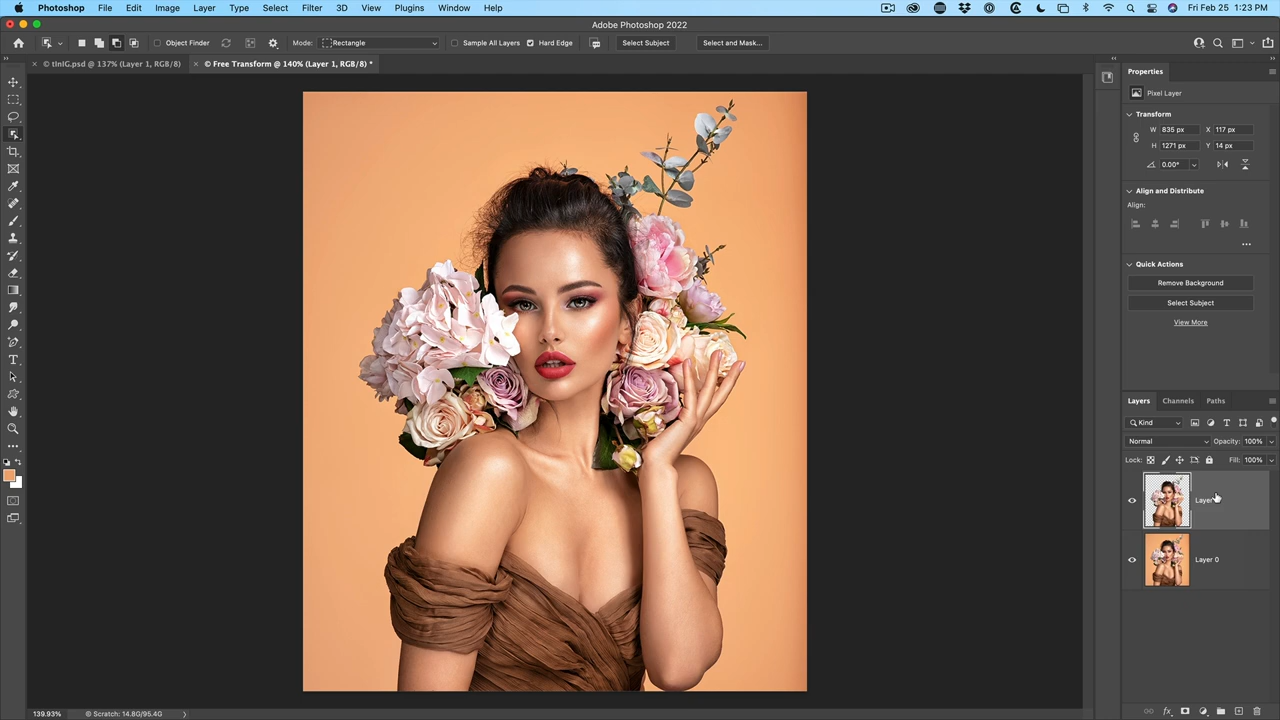 Photoshop File Edit Image Layer Type Select Filter 3D View Plugins Window Help Fri Feb 25 1:23 PM
Adobe Photoshop 2022
Object Finder Mode: Rectangle Sample All Layers Hard Edge Select Subject Select and Mask...
× © tInIG.psd @ 137% (Layer 1, RGB/8) × © Free Transform @ 140% (Layer 1, RGB/8) *
Properties
Pixel Layer
Transform
W 835 px X 117 px
H 1271 px Y 14 px
0.00°
Align and Distribute
Align:
Quick Actions
Remove Background
Select Subject
View More
Layers Channels Paths
Kind
Normal Opacity: 100%
Lock: Fill: 100%
Layer
Layer 0
139.93% © Scratch: 14.8G/95.4G